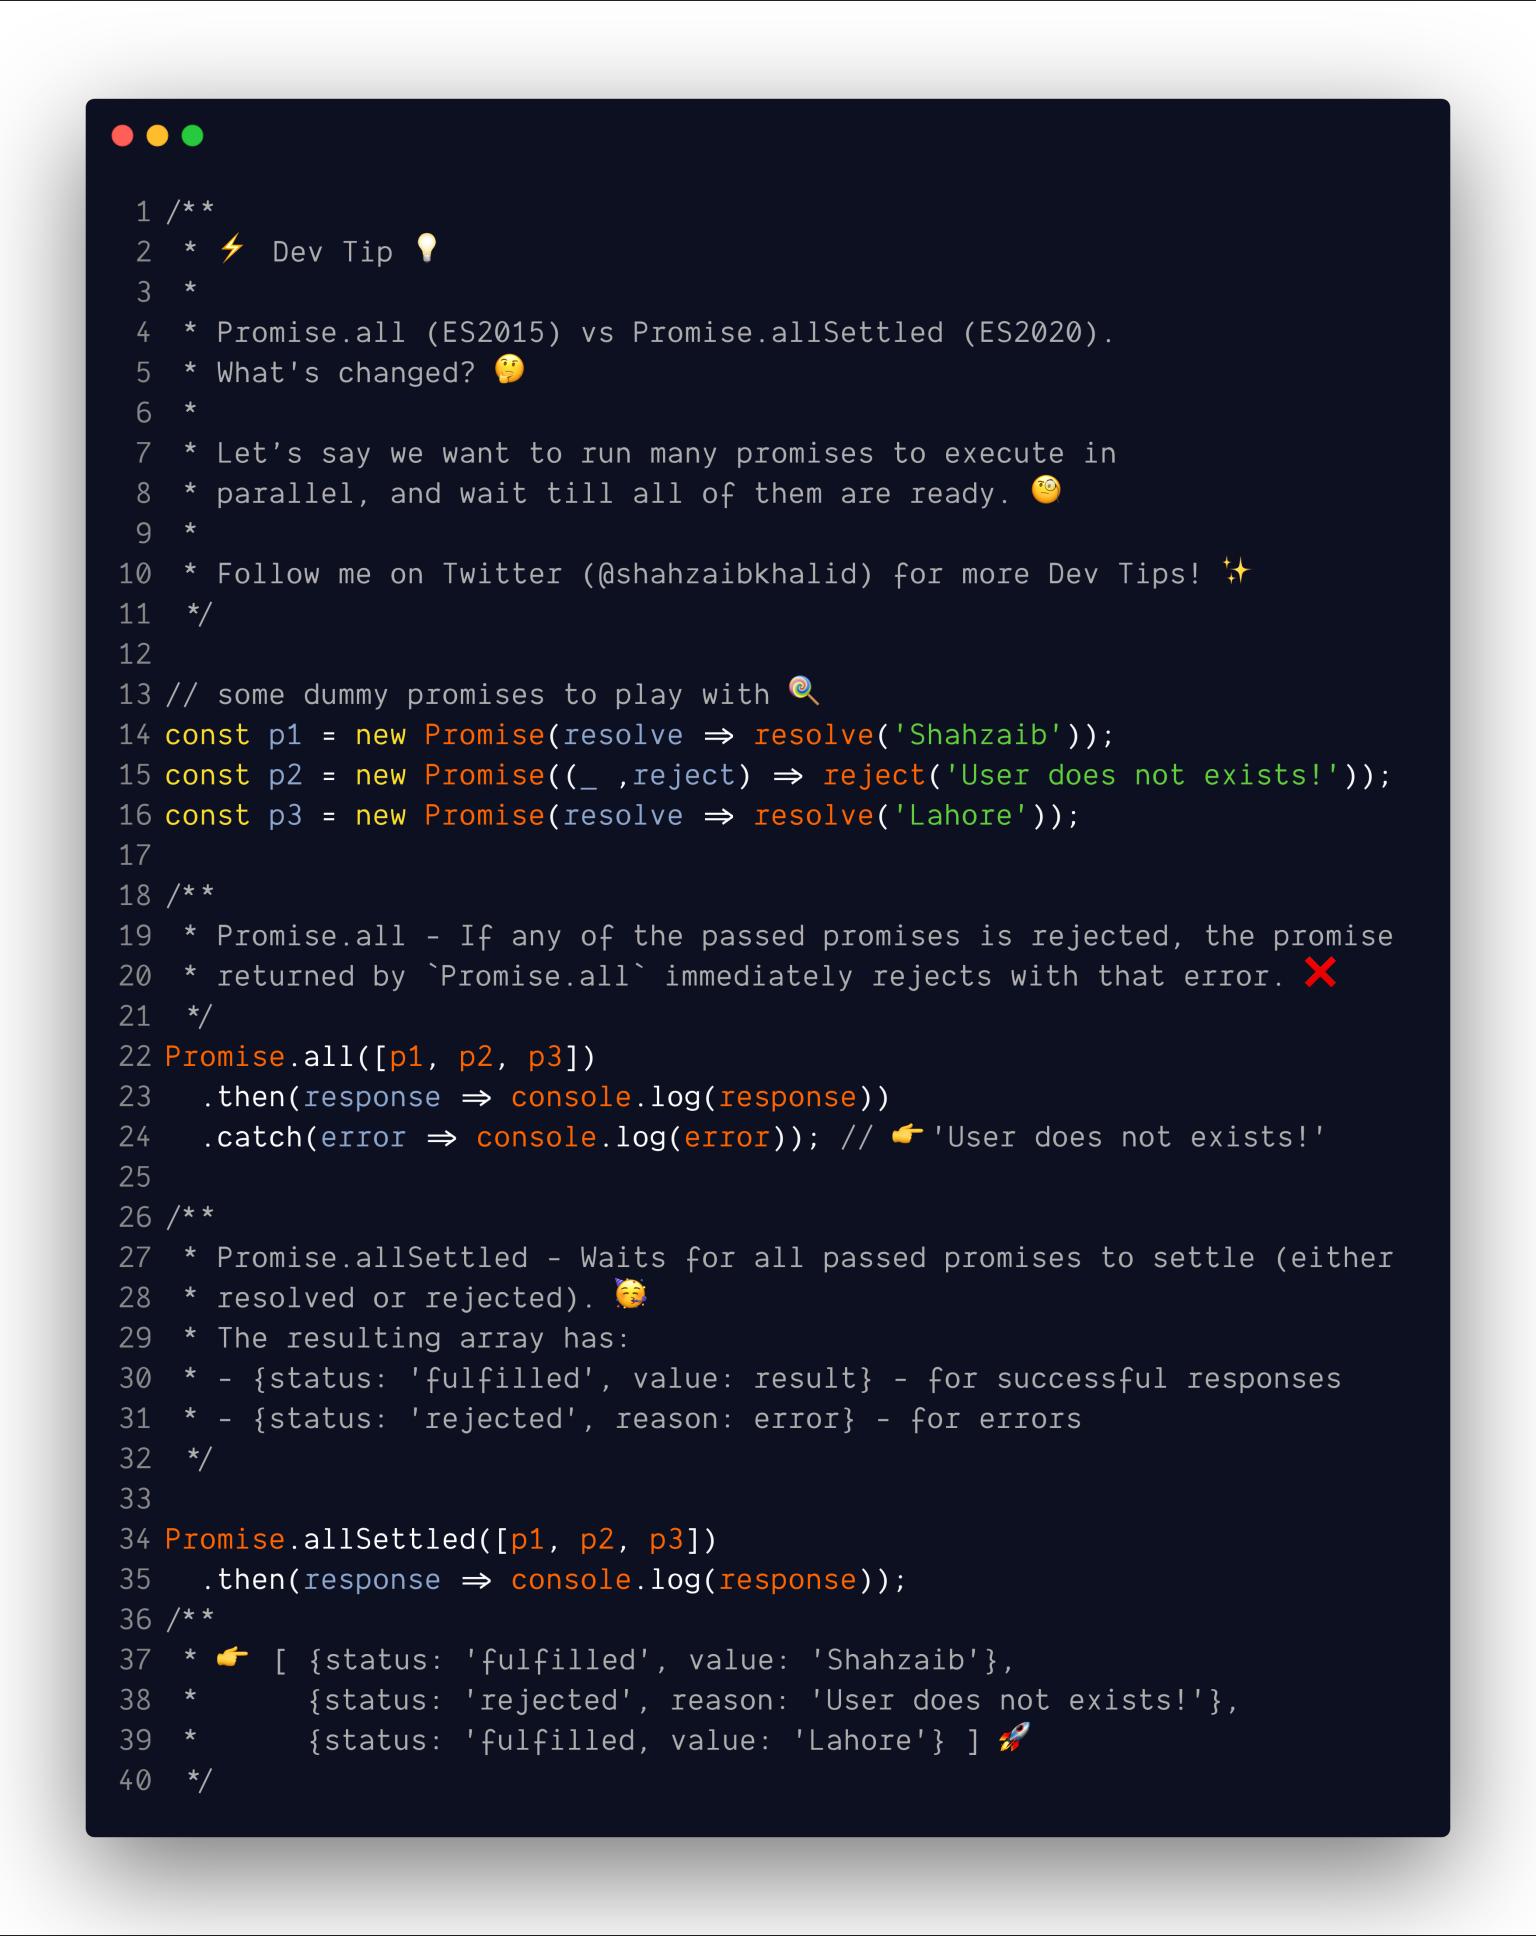 1 /**
2  * ⚡ Dev Tip 💡
3  *
4  * Promise.all (ES2015) vs Promise.allSettled (ES2020).
5  * What's changed? 🤔
6  *
7  * Let’s say we want to run many promises to execute in
8  * parallel, and wait till all of them are ready. 🧐
9  *
10  * Follow me on Twitter (@shahzaibkhalid) for more Dev Tips! ✨
11  */
12
13 // some dummy promises to play with 🍭
14 const p1 = new Promise(resolve => resolve('Shahzaib'));
15 const p2 = new Promise((_ ,reject) => reject('User does not exists!'));
16 const p3 = new Promise(resolve => resolve('Lahore'));
17
18 /**
19  * Promise.all - If any of the passed promises is rejected, the promise
20  * returned by `Promise.all` immediately rejects with that error. ❌
21  */
22 Promise.all([p1, p2, p3])
23   .then(response => console.log(response))
24   .catch(error => console.log(error)); // 👉 'User does not exists!'
25
26 /**
27  * Promise.allSettled - Waits for all passed promises to settle (either
28  * resolved or rejected). 🥳
29  * The resulting array has:
30  * - {status: 'fulfilled', value: result} - for successful responses
31  * - {status: 'rejected', reason: error} - for errors
32  */
33
34 Promise.allSettled([p1, p2, p3])
35   .then(response => console.log(response));
36 /**
37  * 👉 [ {status: 'fulfilled', value: 'Shahzaib'},
38  *      {status: 'rejected', reason: 'User does not exists!'},
39  *      {status: 'fulfilled, value: 'Lahore'} ] 🚀
40  */